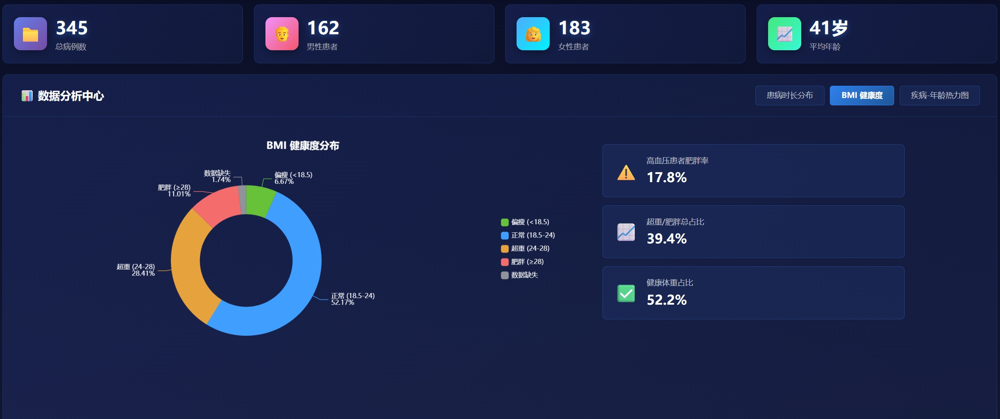 345
总病例数
162
男性患者
183
女性患者
41岁
平均年龄
数据分析中心
患病时长分布
BMI 健康度
疾病-年龄热力图
BMI 健康度分布
数据缺失
1.74%
偏瘦 (<18.5)
6.67%
肥胖 (≥28)
11.01%
超重 (24-28)
28.41%
正常 (18.5-24)
52.17%
偏瘦 (<18.5)
正常 (18.5-24)
超重 (24-28)
肥胖 (≥28)
数据缺失
高血压患者肥胖率
17.8%
超重/肥胖总占比
39.4%
健康体重占比
52.2%